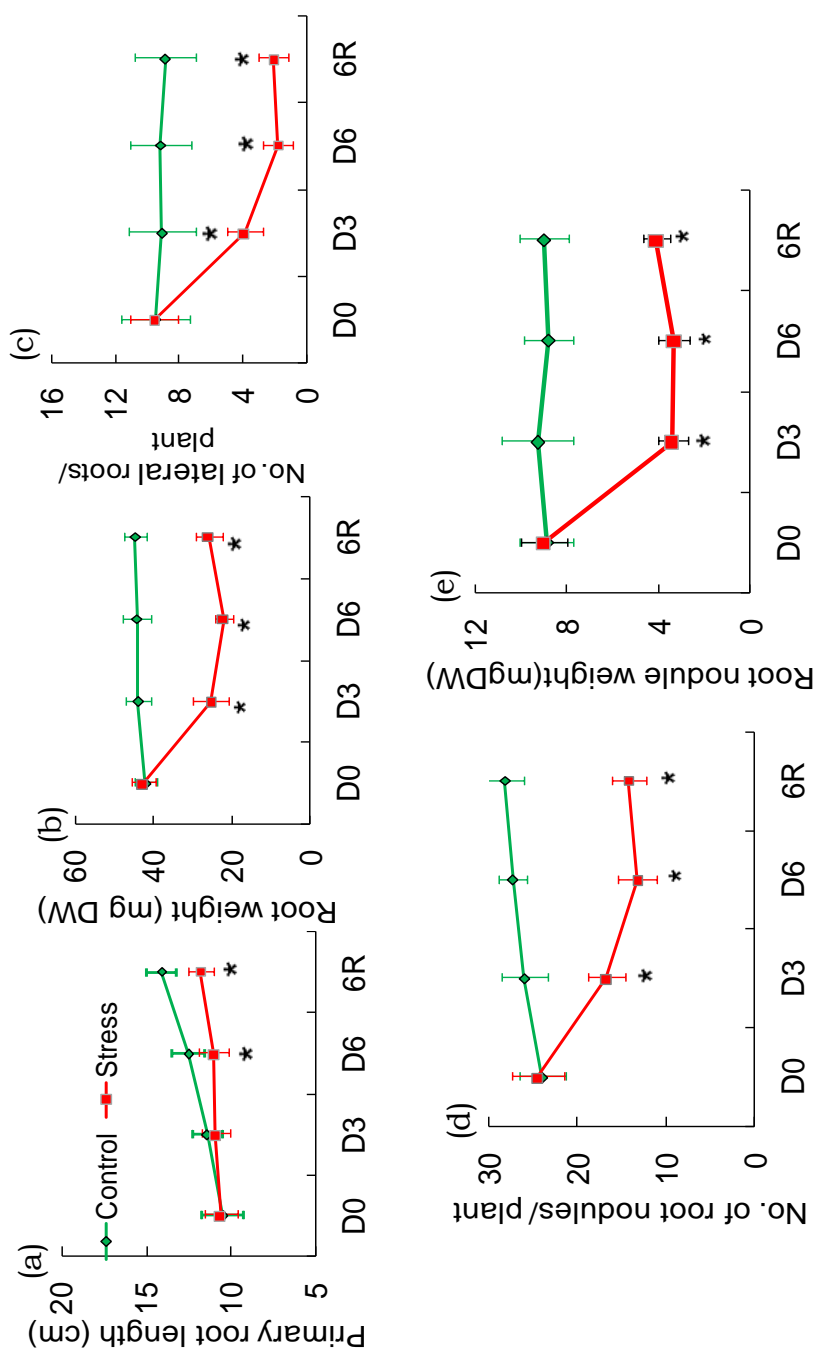 (a)
Primary root length (cm)
20
15
10
5
Control
Stress
*
*
D0 D3 D6 6R
(b)
Root weight (mg DW)
60
40
20
0
*
*
*
D0 D3 D6 6R
(c)
No. of lateral roots/
plant
16
12
8
4
0
*
*
*
D0 D3 D6 6R
(d)
No. of root nodules/plant
30
20
10
0
*
*
*
D0 D3 D6 6R
(e)
Root nodule weight(mgDW)
12
8
4
0
*
*
*
D0 D3 D6 6R